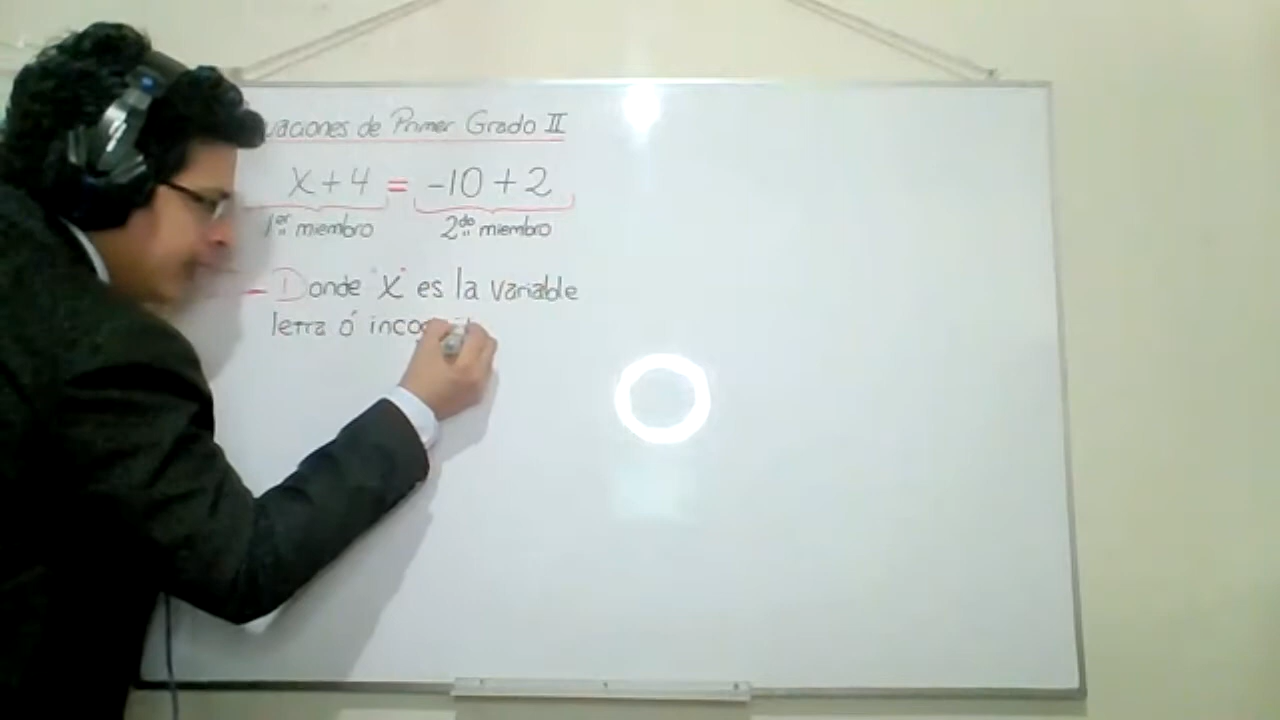 uaciones de Primer Grado II
x + 4 = -10 + 2
1er miembro 2do miembro
- Donde "x" es la variable
letra ó